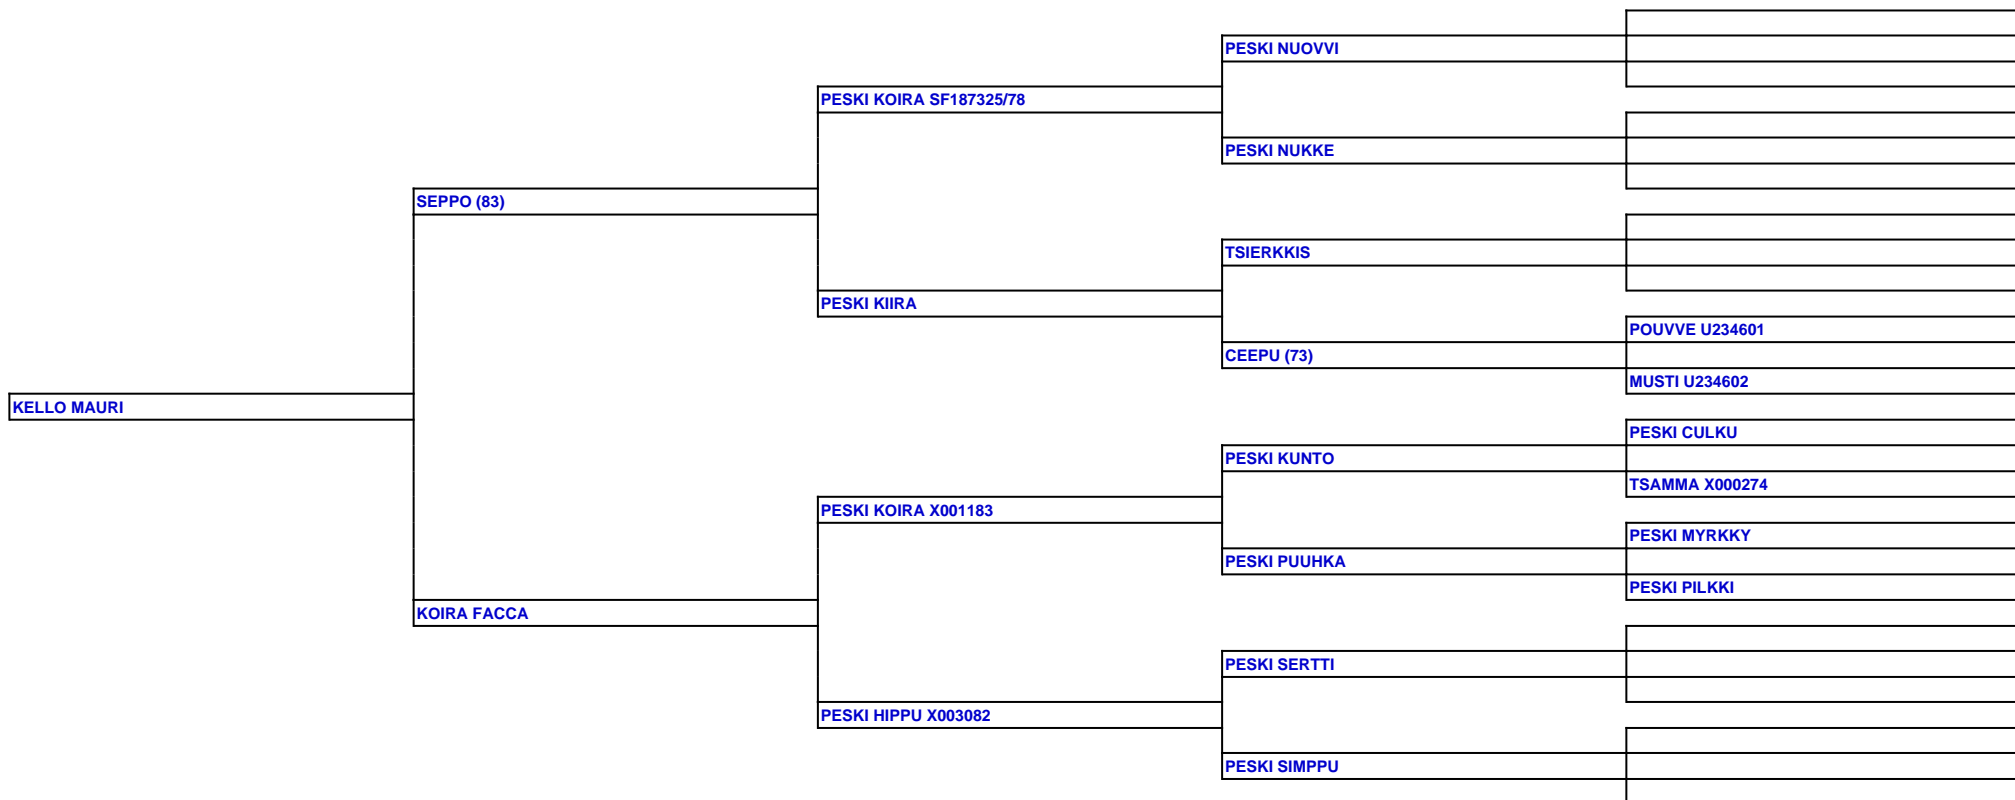 PESKI NUOVVI
PESKI KOIRA SF187325/78
PESKI NUKKE
SEPPO (83)
TSIERKKIS
PESKI KIIRA
POUVVE U234601
CEEPU (73)
MUSTI U234602
KELLO MAURI
PESKI CULKU
PESKI KUNTO
TSAMMA X000274
PESKI KOIRA X001183
PESKI MYRKKY
PESKI PUUHKA
PESKI PILKKI
KOIRA FACCA
PESKI SERTTI
PESKI HIPPU X003082
PESKI SIMPPU